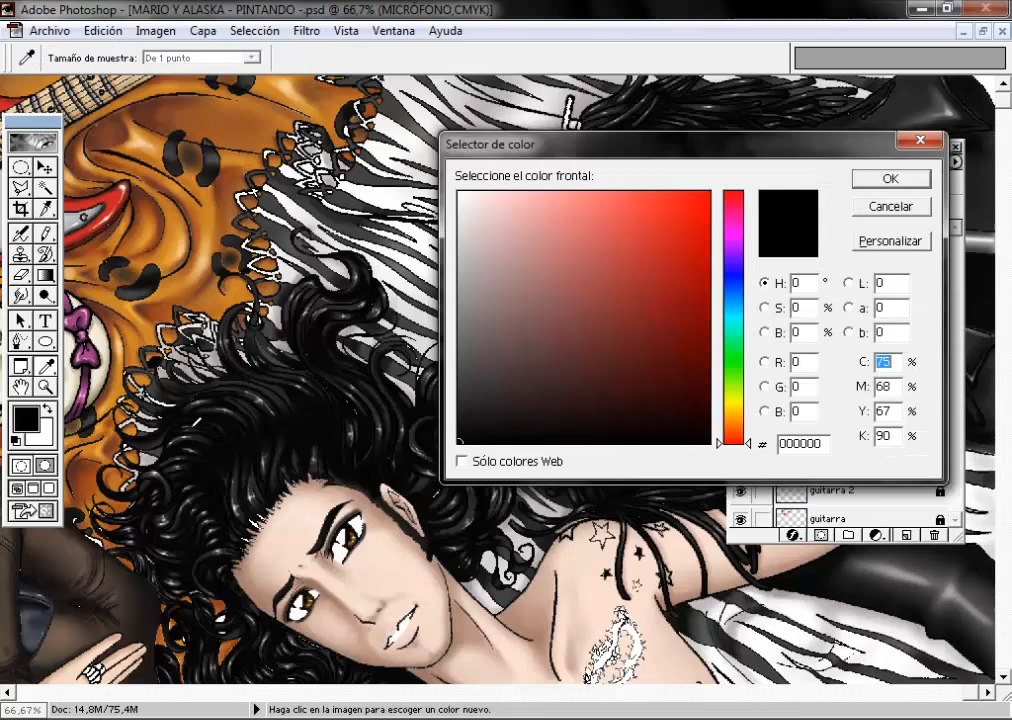 Adobe Photoshop - [MARIO Y ALASKA - PINTANDO -.psd @ 66,7% (MICRÓFONO,CMYK)]
Archivo Edición Imagen Capa Selección Filtro Vista Ventana Ayuda
Tamaño de muestra: De 1 punto
Selector de color
Seleccione el color frontal:
OK
Cancelar
Personalizar
H: 0 ° L: 0
S: 0 % a: 0
B: 0 % b: 0
R: 0 C: 75 %
G: 0 M: 68 %
B: 0 Y: 67 %
# 000000 K: 90 %
Sólo colores Web
T
guitarra 2
guitarra
66,67% Doc: 14,8M/75,4M Haga clic en la imagen para escoger un color nuevo.